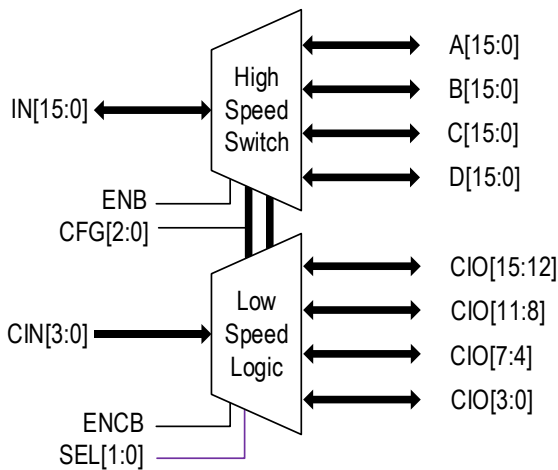 A[15:0]
High
Speed
Switch
B[15:0]
IN[15:0]
C[15:0]
D[15:0]
ENB
CFG[2:0]
CIO[15:12]
Low
Speed
Logic
CIO[11:8]
CIN[3:0]
CIO[7:4]
CIO[3:0]
ENCB
SEL[1:0]